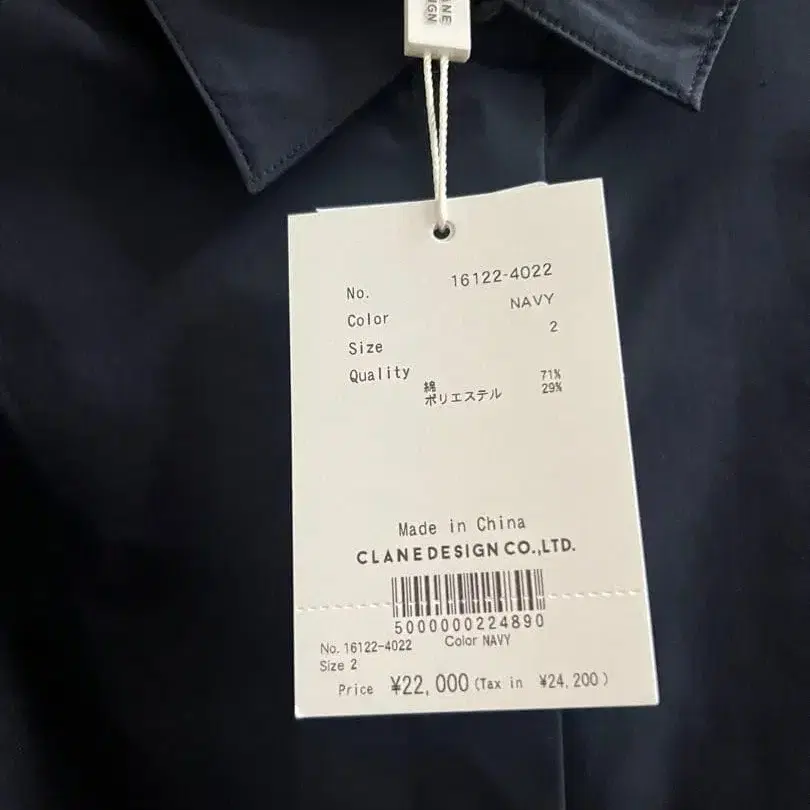 LANE
SIGN
No. 16122-4022
Color NAVY
Size 2
Quality
綿 71%
ポリエステル 29%
Made in China
CLANE DESIGN CO.,LTD.
5000000224890
No. 16122-4022 Color NAVY
Size 2
Price ¥22,000 (Tax in ¥24,200)